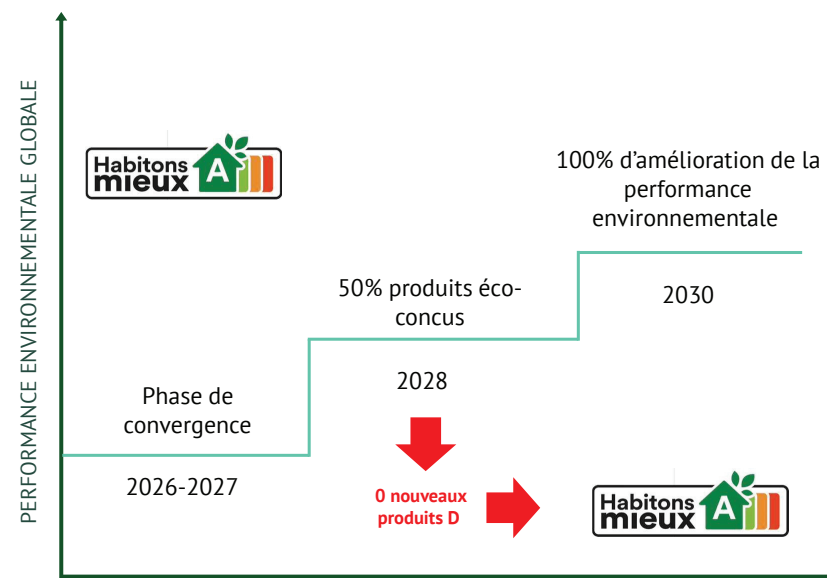 PERFORMANCE ENVIRONNEMENTALE GLOBALE
Habitons
mieux
A
100% d'amélioration de la
performance
environnementale
2030
50% produits éco-
concus
2028
Phase de
convergence
2026-2027
0 nouveaux
produits D
Habitons
mieux
A